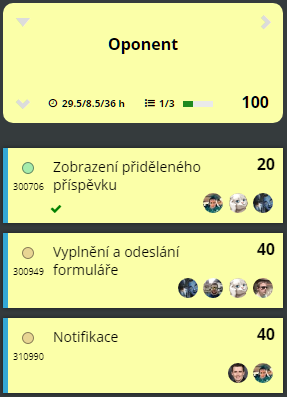 Oponent
29.5/8.5/36 h 1/3 100
Zobrazení přiděleného 20
příspěvku
300706
Vyplnění a odeslání 40
formuláře
300949
Notifikace 40
310990